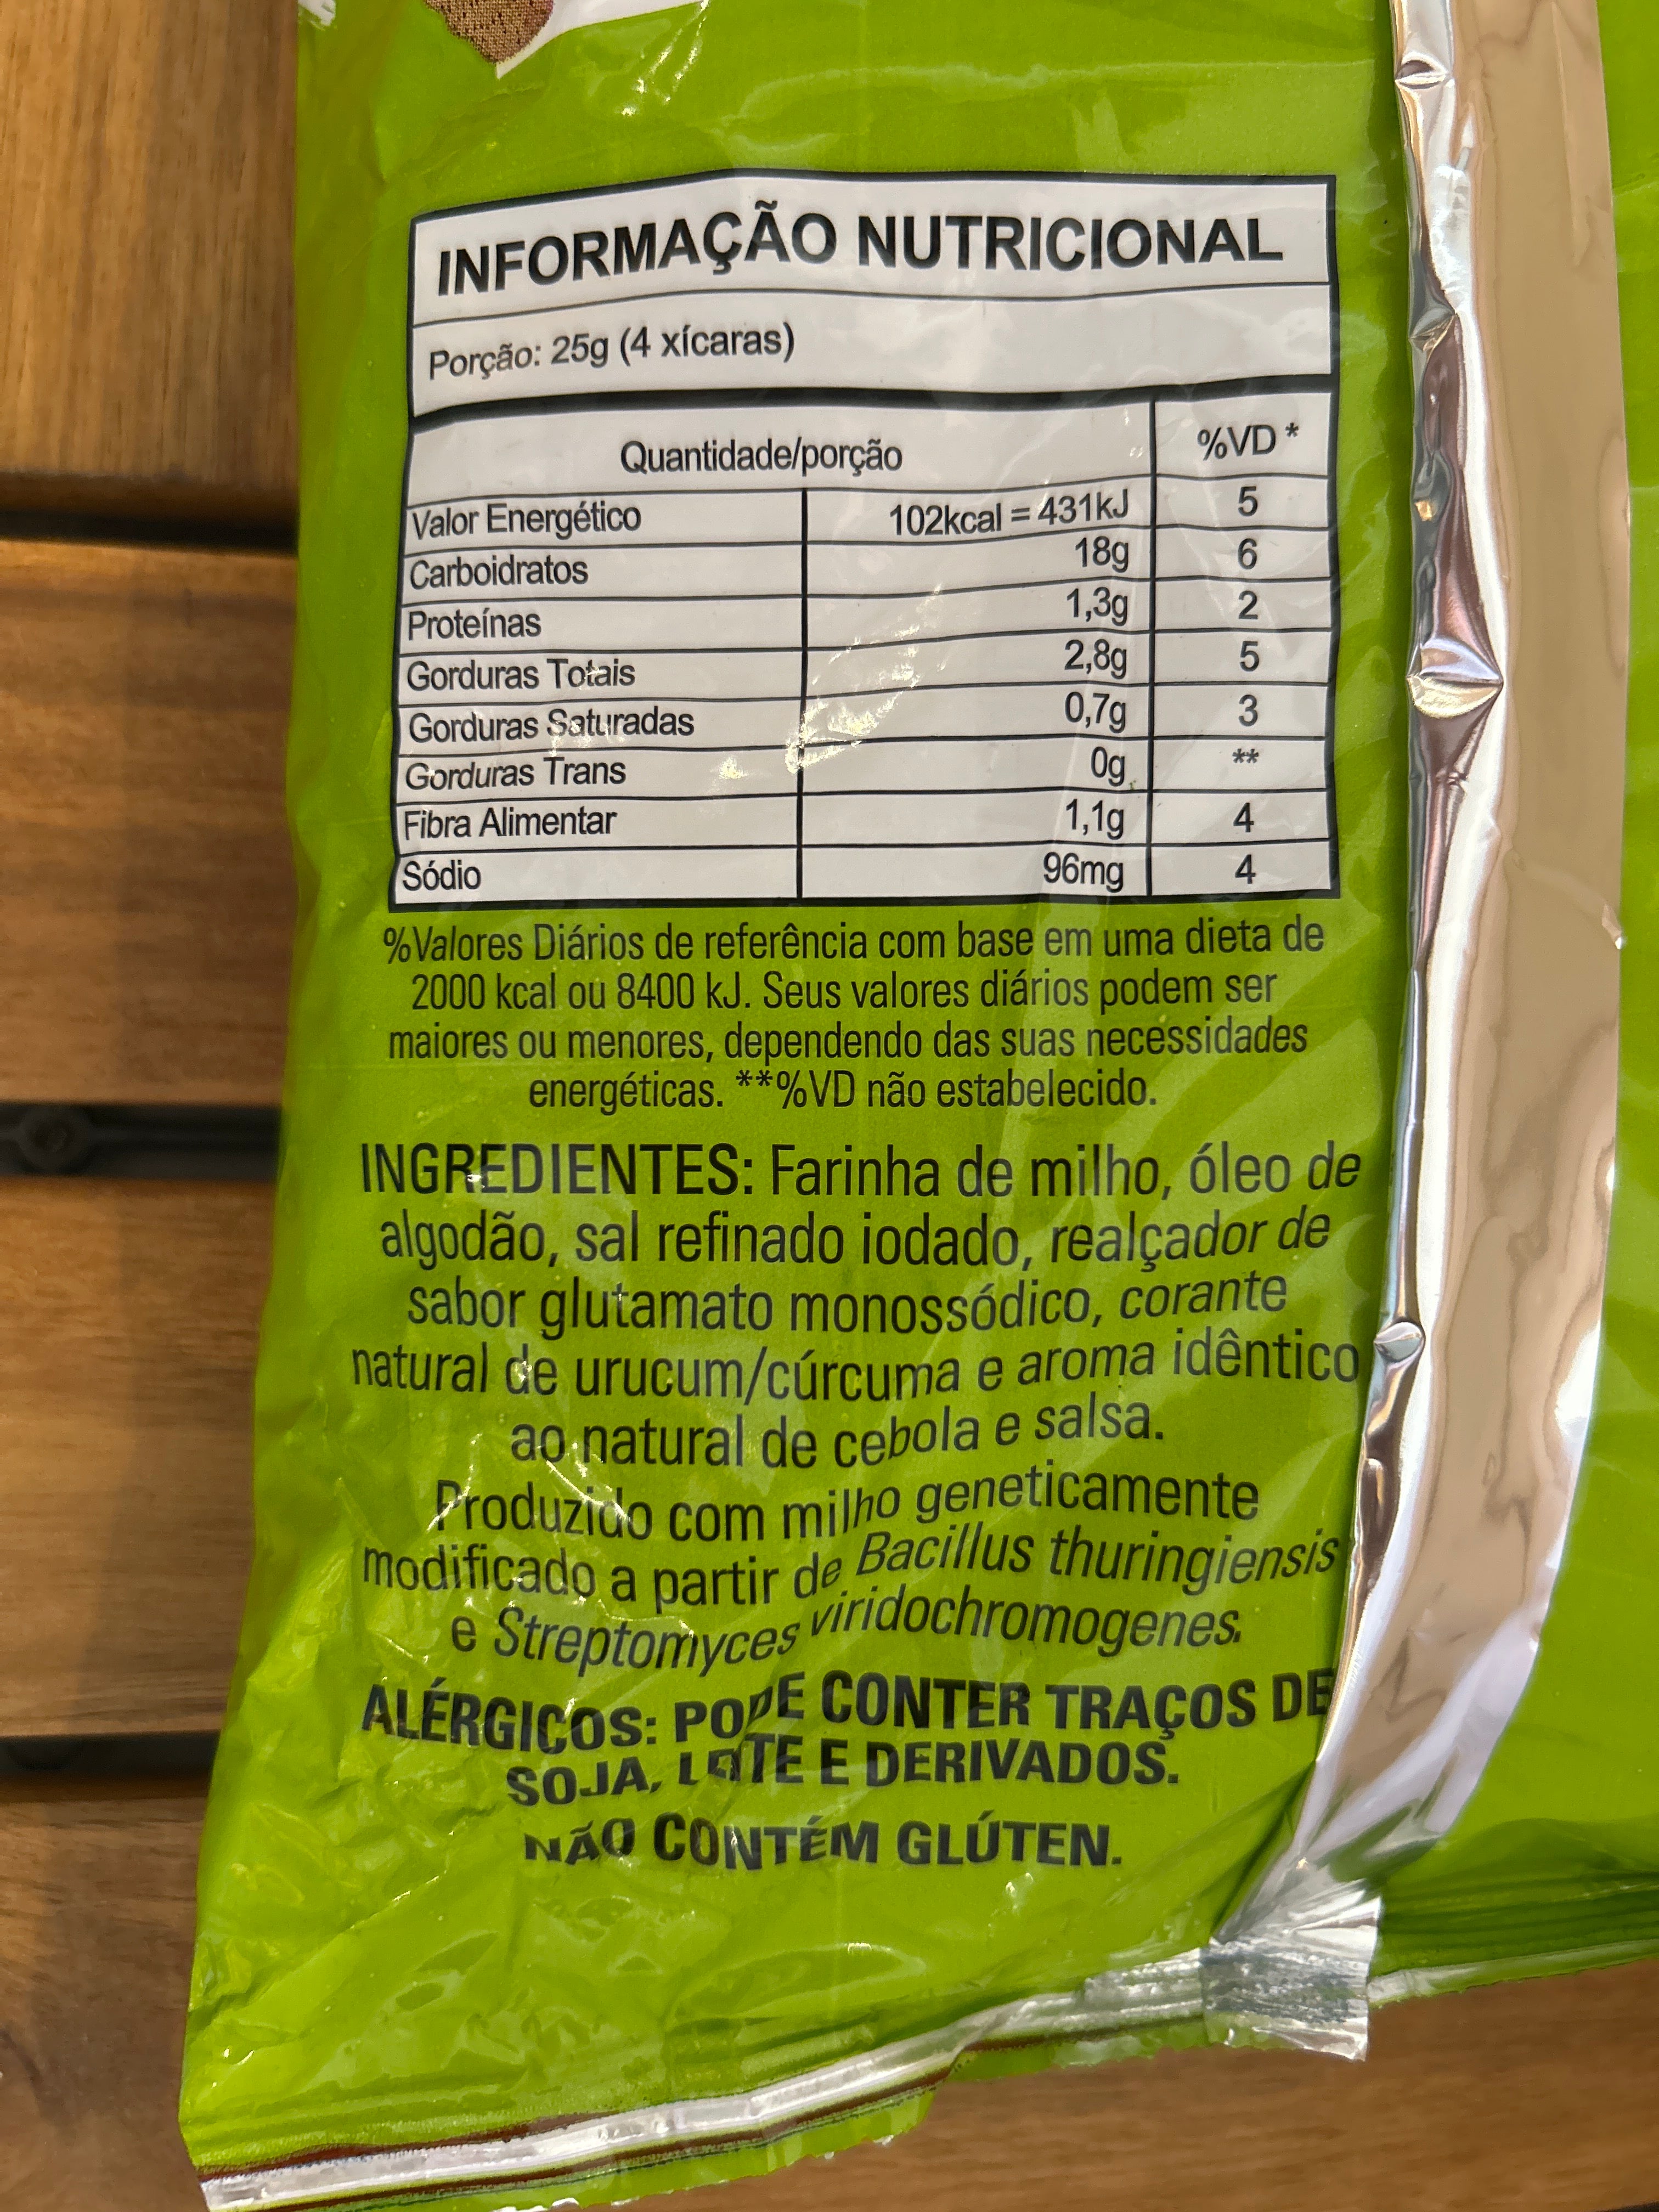 INFORMAÇÃO NUTRICIONAL
Porção: 25g (4 xícaras)
Quantidade/porção %VD*
Valor Energético 102kcal = 431kJ 5
Carboidratos 18g 6
Proteínas 1,3g 2
Gorduras Totais 2,8g 5
Gorduras Saturadas 0,7g 3
Gorduras Trans 0g **
Fibra Alimentar 1,1g 4
Sódio 96mg 4
%Valores Diários de referência com base em uma dieta de
2000 kcal ou 8400 kJ. Seus valores diários podem ser
maiores ou menores, dependendo das suas necessidades
energéticas. **%VD não estabelecido.
INGREDIENTES: Farinha de milho, óleo de
algodão, sal refinado iodado, realçador de
sabor glutamato monossódico, corante
natural de urucum/cúrcuma e aroma idêntico
ao natural de cebola e salsa.
Produzido com milho geneticamente
modificado a partir de Bacillus thuringiensis
e Streptomyces viridochromogenes.
ALÉRGICOS: PODE CONTER TRAÇOS DE
SOJA, LEITE E DERIVADOS.
NÃO CONTÉM GLÚTEN.